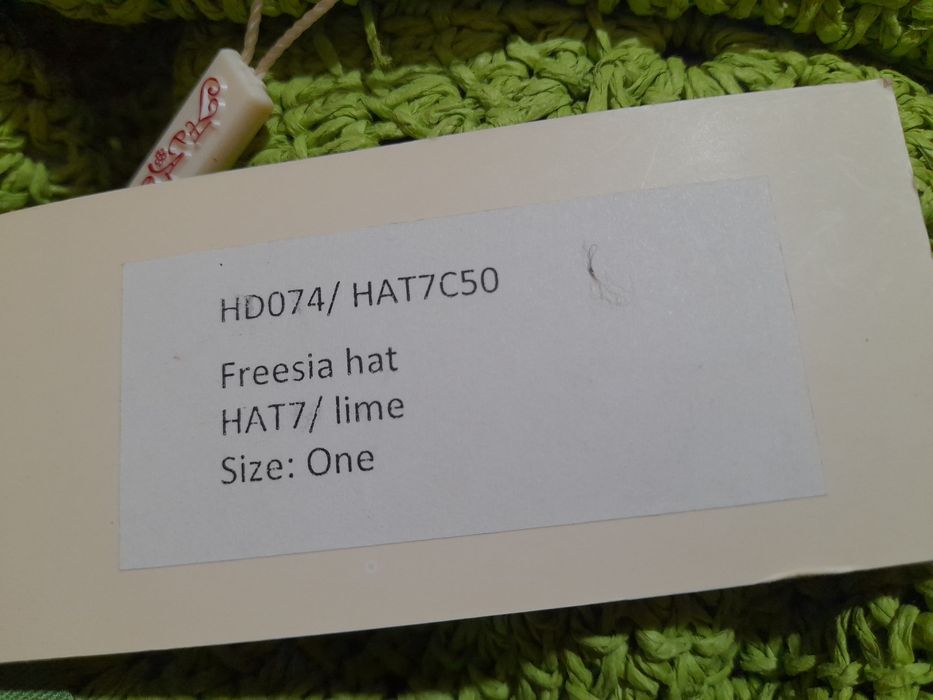 HD074/ HAT7C50
Freesia hat
HAT7/ lime
Size: One